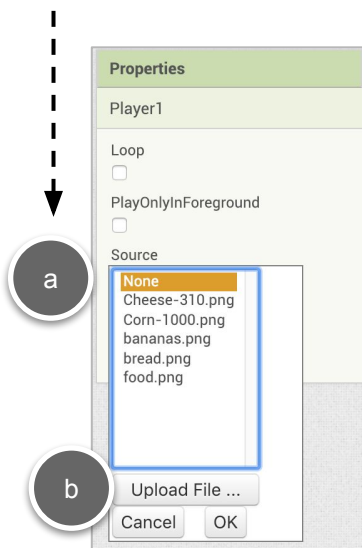 Properties
Player1
Loop
PlayOnlyInForeground
Source
a
None
Cheese-310.png
Corn-1000.png
bananas.png
bread.png
food.png
b
Upload File ...
Cancel OK